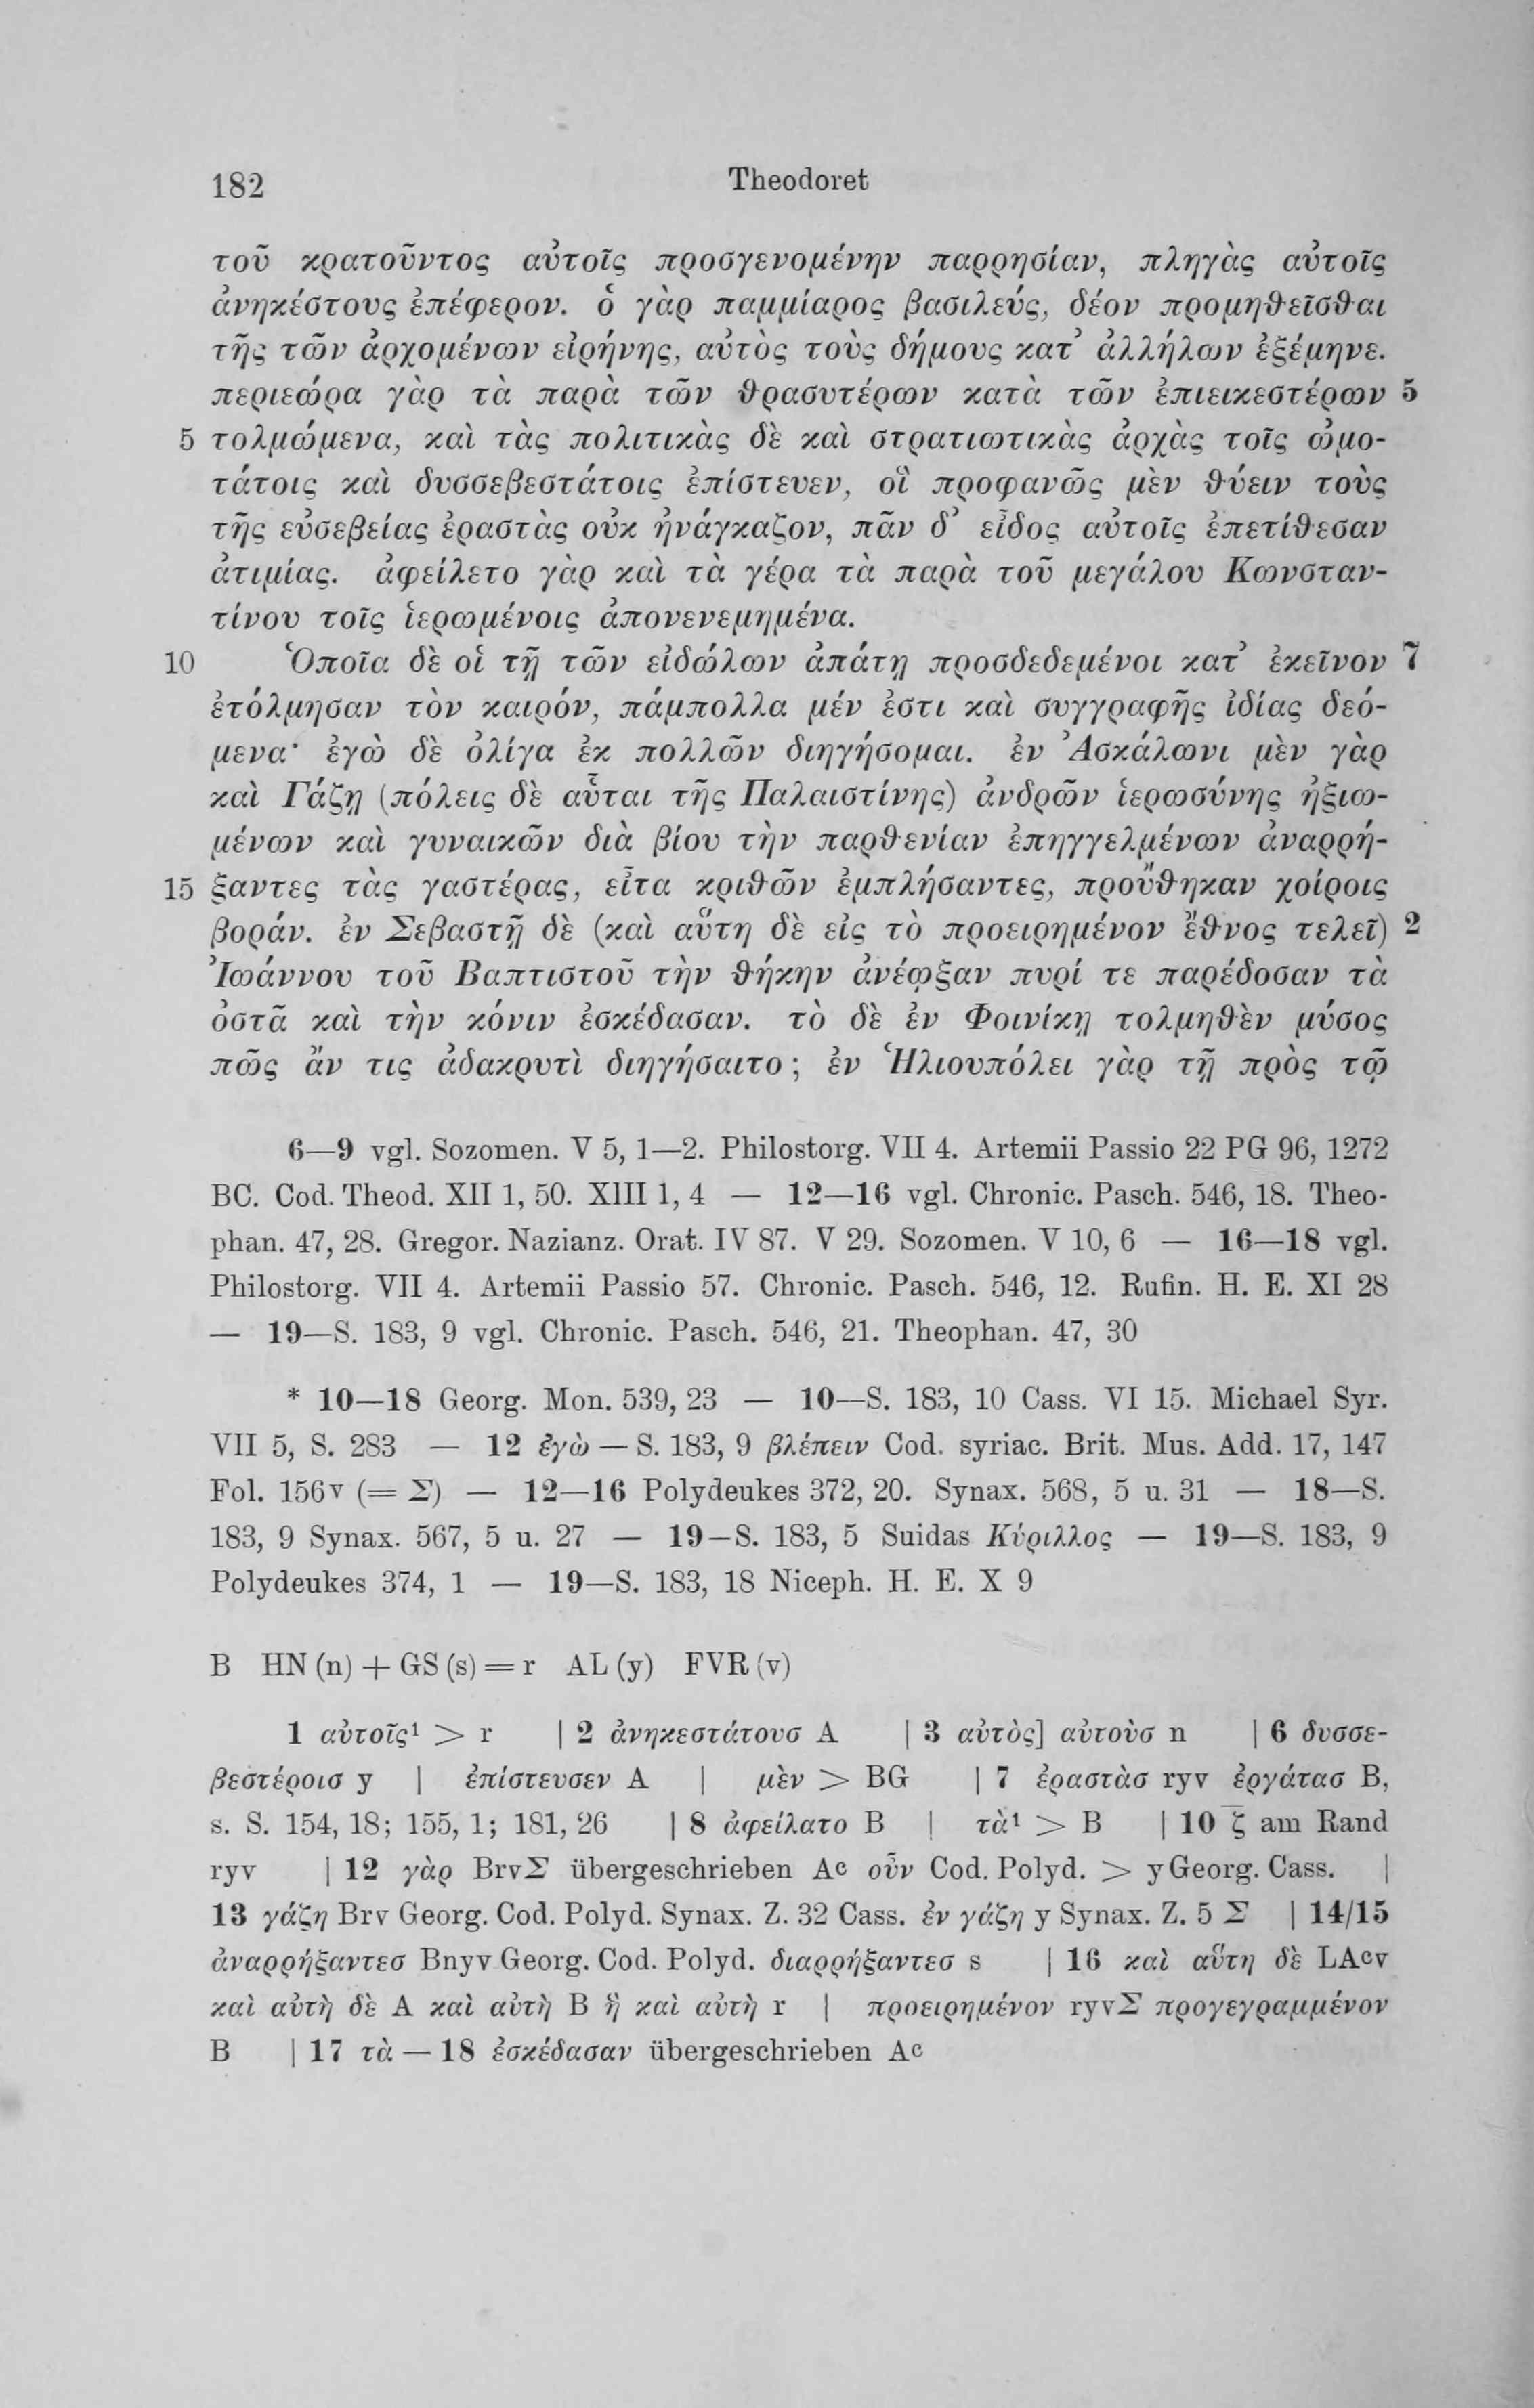 182 Theodoret
τοῦ κρατοῦντος αὐτοῖς προσγενομένην παρρησίαν, πληγὰς αὐτοῖς
ἀνηκέστους ἐπέφερον. ὁ γὰρ παμμίαρος βασιλεύς, δέον προμηθεῖσθαι
τῆς τῶν ἀρχομένων εἰρήνης, αὐτὸς τοὺς δήμους κατ' ἀλλήλων ἐξέμηνε.
περιεώρα γὰρ τὰ παρὰ τῶν θρασυτέρων κατὰ τῶν ἐπιεικεστέρων 5
5 τολμώμενα, καὶ τὰς πολιτικὰς δὲ καὶ στρατιωτικὰς ἀρχὰς τοῖς ὠμο-
τάτοις καὶ δυσσεβεστάτοις ἐπίστευεν, οἳ προφανῶς μὲν θύειν τοὺς
τῆς εὐσεβείας ἐραστὰς οὐκ ἠνάγκαζον, πᾶν δ' εἶδος αὐτοῖς ἐπετίθεσαν
ἀτιμίας. ἀφείλετο γὰρ καὶ τὰ γέρα τὰ παρὰ τοῦ μεγάλου Κωνσταν-
τίνου τοῖς ἱερωμένοις ἀπονενεμημένα.
10 Ὁποῖα δὲ οἱ τῇ τῶν εἰδώλων ἀπάτῃ προσδεδεμένοι κατ' ἐκεῖνον 7
ἐτόλμησαν τὸν καιρόν, πάμπολλα μέν ἐστι καὶ συγγραφῆς ἰδίας δεό-
μενα· ἐγὼ δὲ ὀλίγα ἐκ πολλῶν διηγήσομαι. ἐν Ἀσκάλωνι μὲν γὰρ
καὶ Γάζῃ (πόλεις δὲ αὗται τῆς Παλαιστίνης) ἀνδρῶν ἱερωσύνης ἠξιω-
μένων καὶ γυναικῶν διὰ βίου τὴν παρθενίαν ἐπηγγελμένων ἀναρρή-
15 ξαντες τὰς γαστέρας, εἶτα κριθῶν ἐμπλήσαντες, προὔθηκαν χοίροις
βοράν. ἐν Σεβαστῇ δὲ (καὶ αὕτη δὲ εἰς τὸ προειρημένον ἔθνος τελεῖ) 2
Ἰωάννου τοῦ Βαπτιστοῦ τὴν θήκην ἀνέῳξαν πυρί τε παρέδοσαν τὰ
ὀστᾶ καὶ τὴν κόνιν ἐσκέδασαν. τὸ δὲ ἐν Φοινίκῃ τολμηθὲν μύσος
πῶς ἄν τις ἀδακρυτὶ διηγήσαιτο; ἐν Ἡλιουπόλει γὰρ τῇ πρὸς τῷ
6—9 vgl. Sozomen. V 5, 1—2. Philostorg. VII 4. Artemii Passio 22 PG 96, 1272
BC. Cod. Theod. XII 1, 50. XIII 1, 4 — 12—16 vgl. Chronic. Pasch. 546, 18. Theo-
phan. 47, 28. Gregor. Nazianz. Orat. IV 87. V 29. Sozomen. V 10, 6 — 16—18 vgl.
Philostorg. VII 4. Artemii Passio 57. Chronic. Pasch. 546, 12. Rufin. H. E. XI 28
— 19—S. 183, 9 vgl. Chronic. Pasch. 546, 21. Theophan. 47, 30
* 10—18 Georg. Mon. 539, 23 — 10—S. 183, 10 Cass. VI 15. Michael Syr.
VII 5, S. 283 — 12 ἐγὼ — S. 183, 9 βλέπειν Cod. syriac. Brit. Mus. Add. 17, 147
Fol. 156v (= Σ) — 12—16 Polydeukes 372, 20. Synax. 568, 5 u. 31 — 18—S.
183, 9 Synax. 567, 5 u. 27 — 19—S. 183, 5 Suidas Κύριλλος — 19—S. 183, 9
Polydeukes 374, 1 — 19—S. 183, 18 Niceph. H. E. X 9
B HN (n) + GS (s) = r AL (y) FVR (v)
1 αὐτοῖς¹ > r | 2 ἀνηκεστάτουσ A | 3 αὐτὸς] αὐτοὺσ n | 6 δυσσε-
βεστέροισ y | ἐπίστευσεν A | μὲν > BG | 7 ἐραστὰσ ryv ἐργάτασ B,
s. S. 154, 18; 155, 1; 181, 26 | 8 ἀφείλατο B | τὰ¹ > B | 10 ζ̅ am Rand
ryv | 12 γὰρ BrvΣ übergeschrieben Aᶜ οὖν Cod. Polyd. > y Georg. Cass. |
13 γάζη Brv Georg. Cod. Polyd. Synax. Z. 32 Cass. ἐν γάζη y Synax. Z. 5 Σ | 14/15
ἀναρρήξαντεσ Bnyv Georg. Cod. Polyd. διαρρήξαντεσ s | 16 καὶ αὕτη δὲ LAᶜv
καὶ αὐτὴ δὲ A καὶ αὐτὴ B ἣ καὶ αὐτὴ r | προειρημένον ryvΣ προγεγραμμένον
B | 17 τὰ — 18 ἐσκέδασαν übergeschrieben Aᶜ